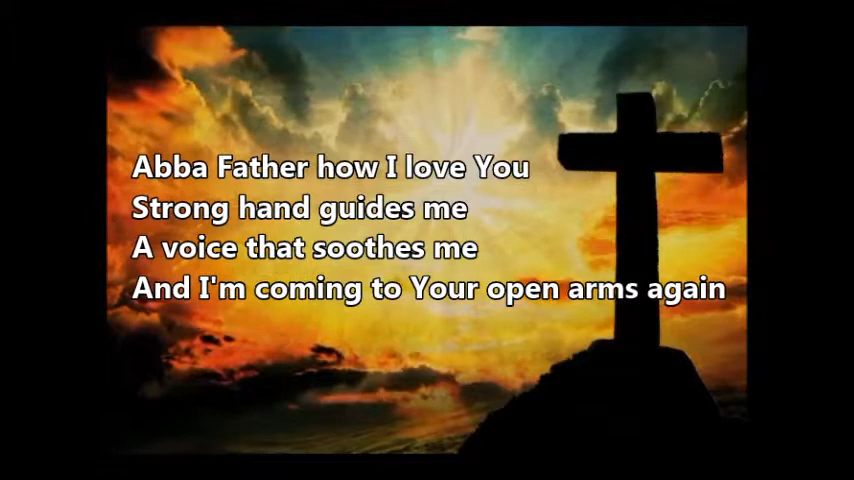 Abba Father how I love You
Strong hand guides me
A voice that soothes me
And I'm coming to Your open arms again